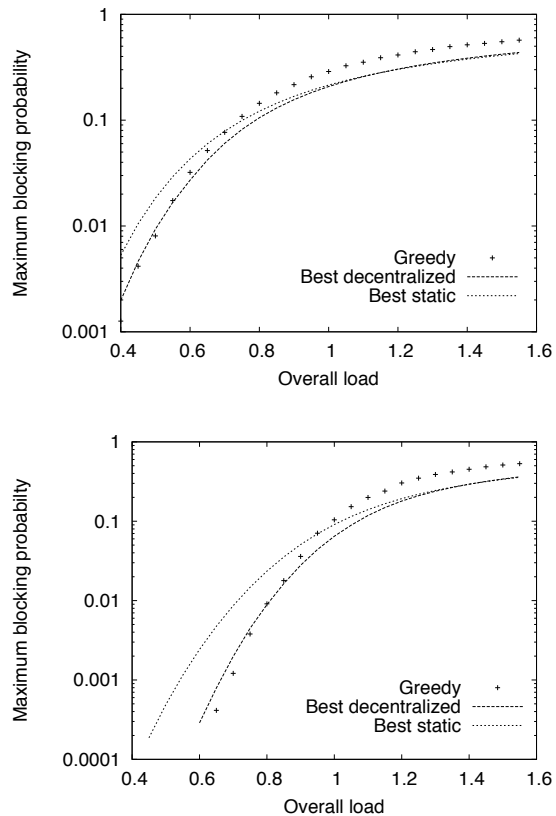 Maximum blocking probability
1
0.1
0.01
0.001
Greedy
Best decentralized
Best static
0.4 0.6 0.8 1 1.2 1.4 1.6
Overall load
Maximum blocking probabilty
1
0.1
0.01
0.001
0.0001
Greedy
Best decentralized
Best static
0.4 0.6 0.8 1 1.2 1.4 1.6
Overall load